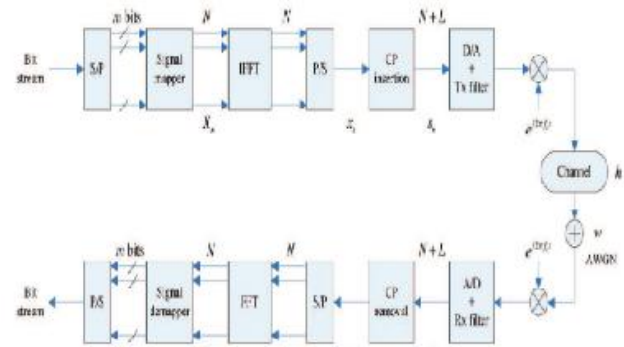 m bits
N
N
N+L
Bit
stream
S/P
Signal
mapper
IFFT
P/S
CP
insertion
D/A
+
Tx filter
Channel
h
w
AWGN
m bits
N
N
N+L
Bit
stream
P/S
Signal
demapper
FFT
S/P
CP
removal
A/D
+
Rx filter